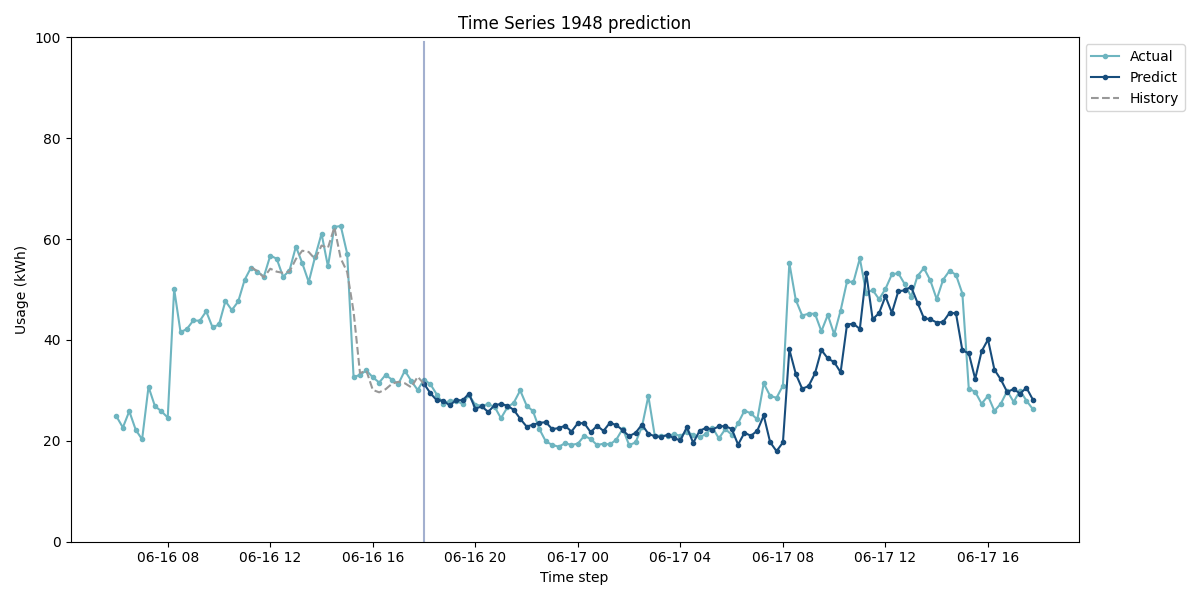 Time Series 1948 prediction
100
80
60
40
20
0
Usage (kWh)
06-16 08
06-16 12
06-16 16
06-16 20
06-17 00
06-17 04
06-17 08
06-17 12
06-17 16
Time step
Actual
Predict
History